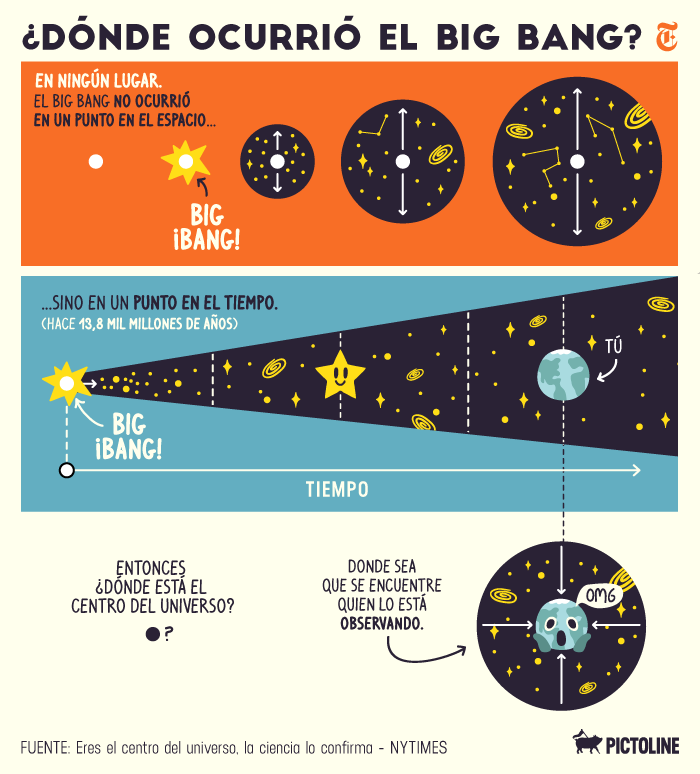 ¿DÓNDE OCURRIÓ EL BIG BANG?
EN NINGÚN LUGAR.
EL BIG BANG NO OCURRIÓ
EN UN PUNTO EN EL ESPACIO...
BIG
¡BANG!
...SINO EN UN PUNTO EN EL TIEMPO.
(HACE 13,8 MIL MILLONES DE AÑOS)
TÚ
BIG
¡BANG!
TIEMPO
ENTONCES
¿DÓNDE ESTÁ EL
CENTRO DEL UNIVERSO?
?
DONDE SEA
QUE SE ENCUENTRE
QUIEN LO ESTÁ
OBSERVANDO.
OMG
FUENTE: Eres el centro del universo, la ciencia lo confirma - NYTIMES
PICTOLINE